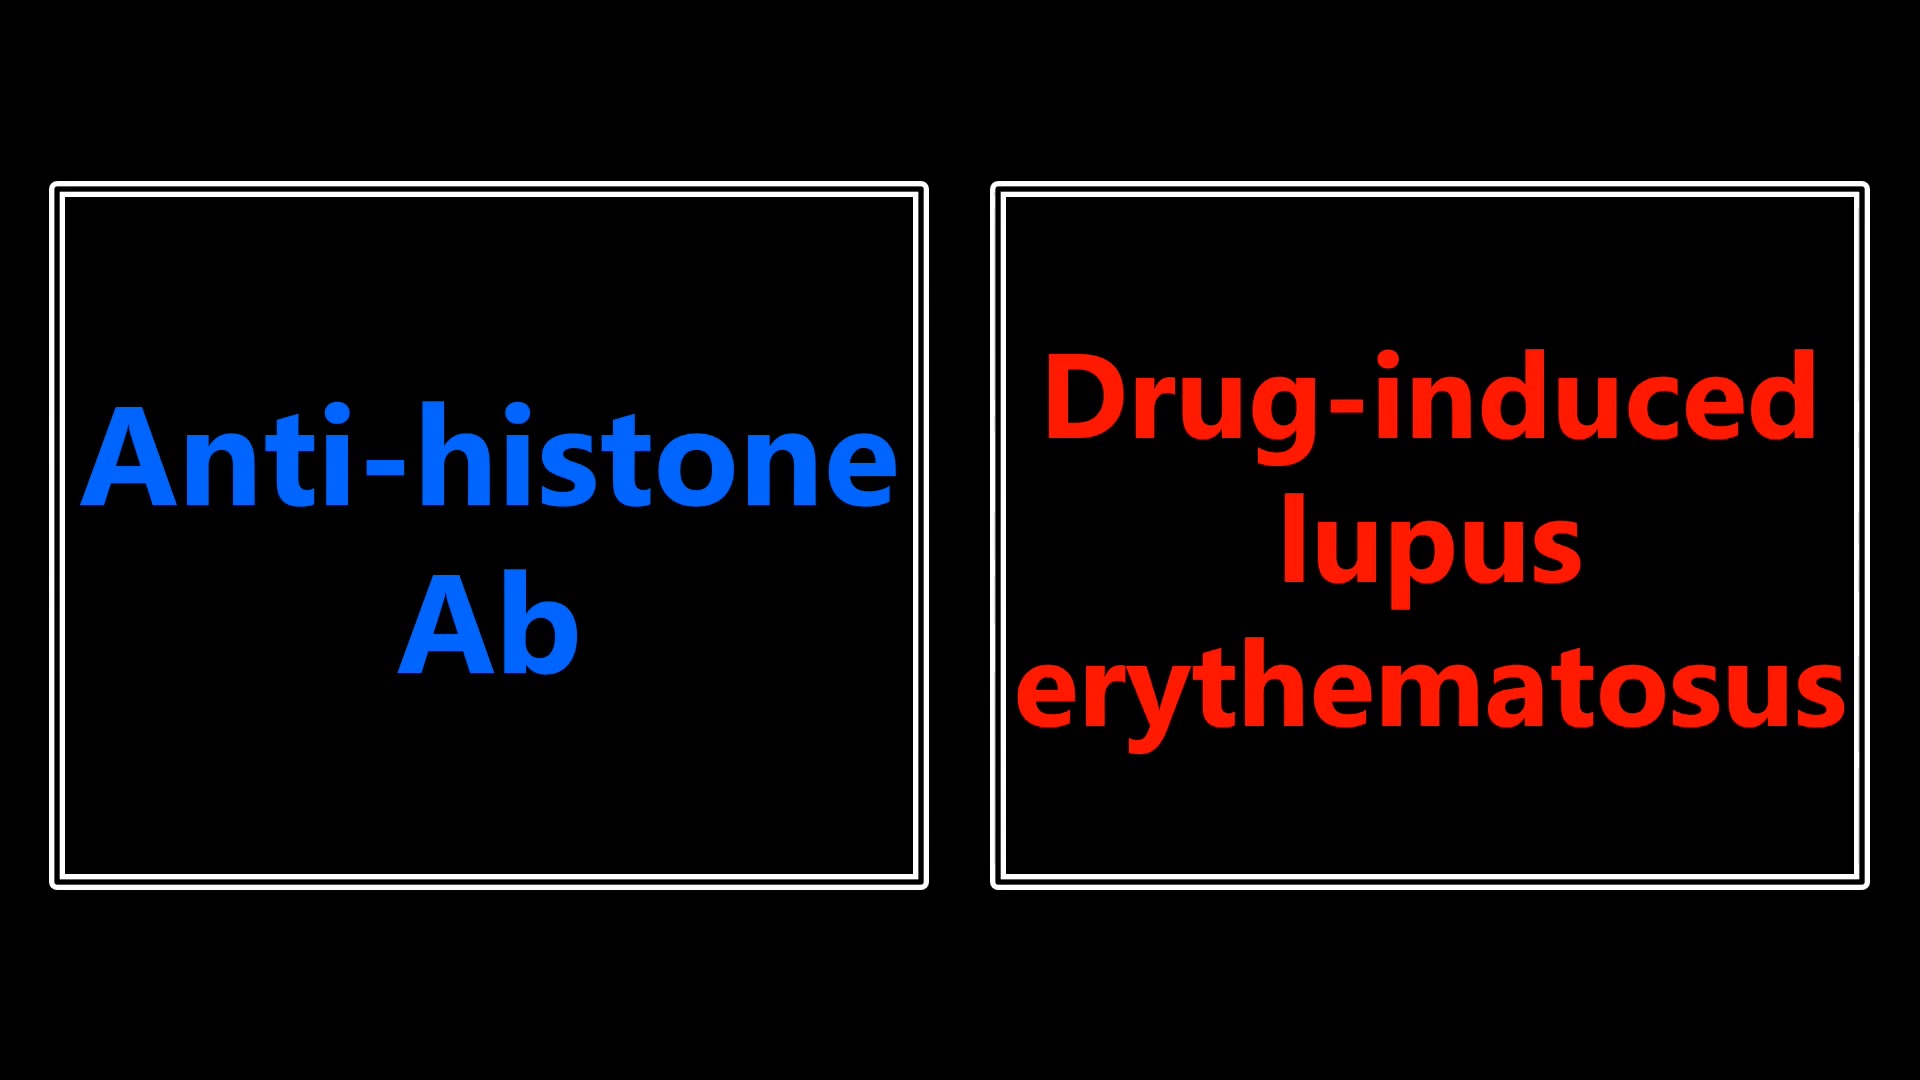 Anti-histone
Ab
Drug-induced
lupus
erythematosus